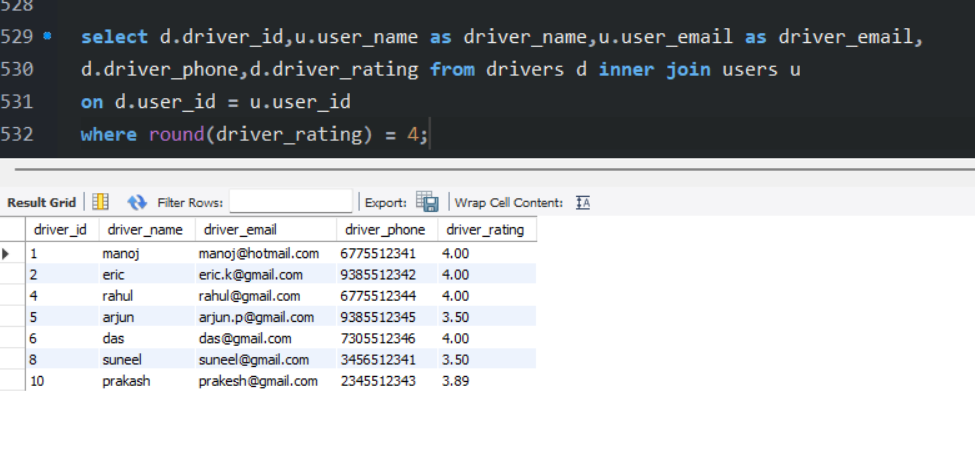 528
529 select d.driver_id,u.user_name as driver_name,u.user_email as driver_email,
530 d.driver_phone,d.driver_rating from drivers d inner join users u
531 on d.user_id = u.user_id
532 where round(driver_rating) = 4;
Result Grid Filter Rows: Export: Wrap Cell Content: IA
driver_id driver_name driver_email driver_phone driver_rating
1 manoj manoj@hotmail.com 6775512341 4.00
2 eric eric.k@gmail.com 9385512342 4.00
4 rahul rahul@gmail.com 6775512344 4.00
5 arjun arjun.p@gmail.com 9385512345 3.50
6 das das@gmail.com 7305512346 4.00
8 suneel suneel@gmail.com 3456512341 3.50
10 prakash prakesh@gmail.com 2345512343 3.89